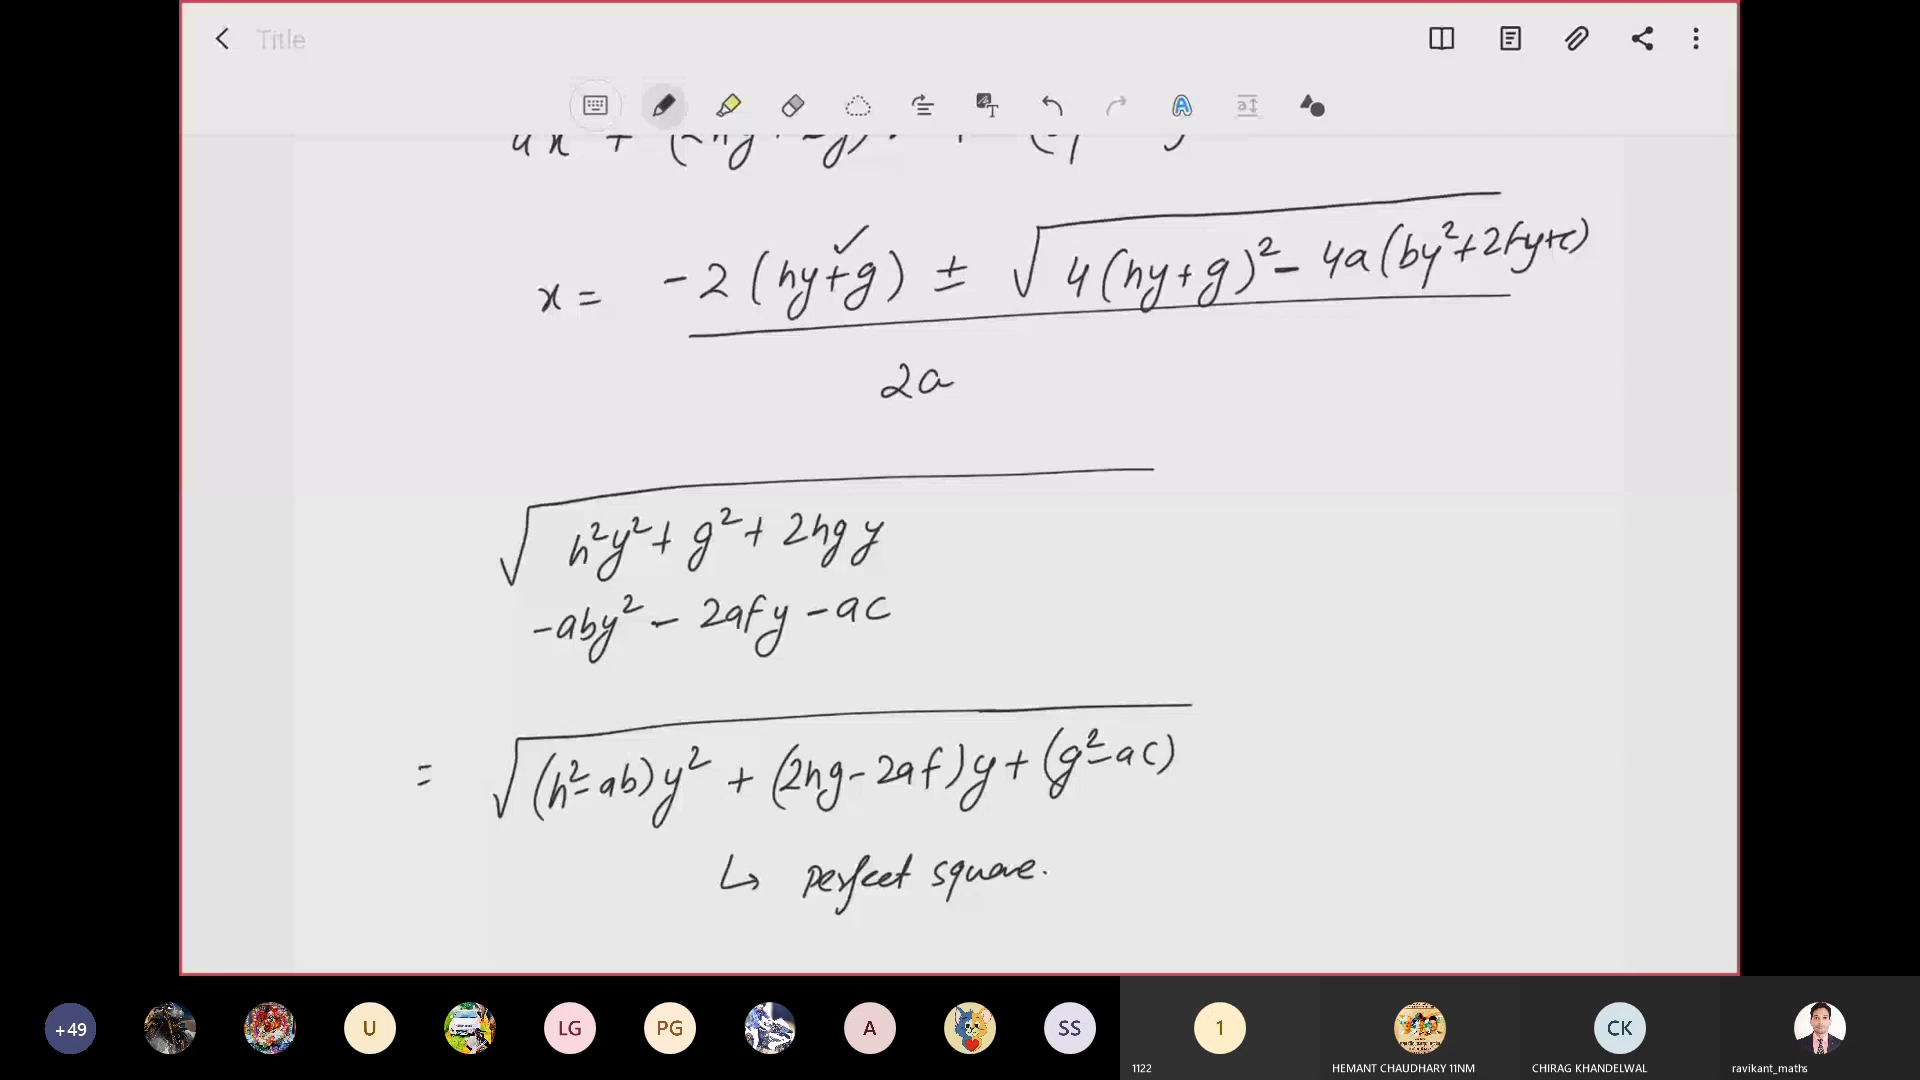 Title
x = -2(hy+g) ± √4(hy+g)² - 4a(by²+2fy+c)
2a
√h²y² + g² + 2hgy
-aby² - 2afy - ac
= √(h²-ab)y² + (2hg-2af)y + (g²-ac)
↳ perfect square.
+49 U LG PG A SS 1 CK
1122 HEMANT CHAUDHARY 11NM CHIRAG KHANDELWAL ravikant_maths